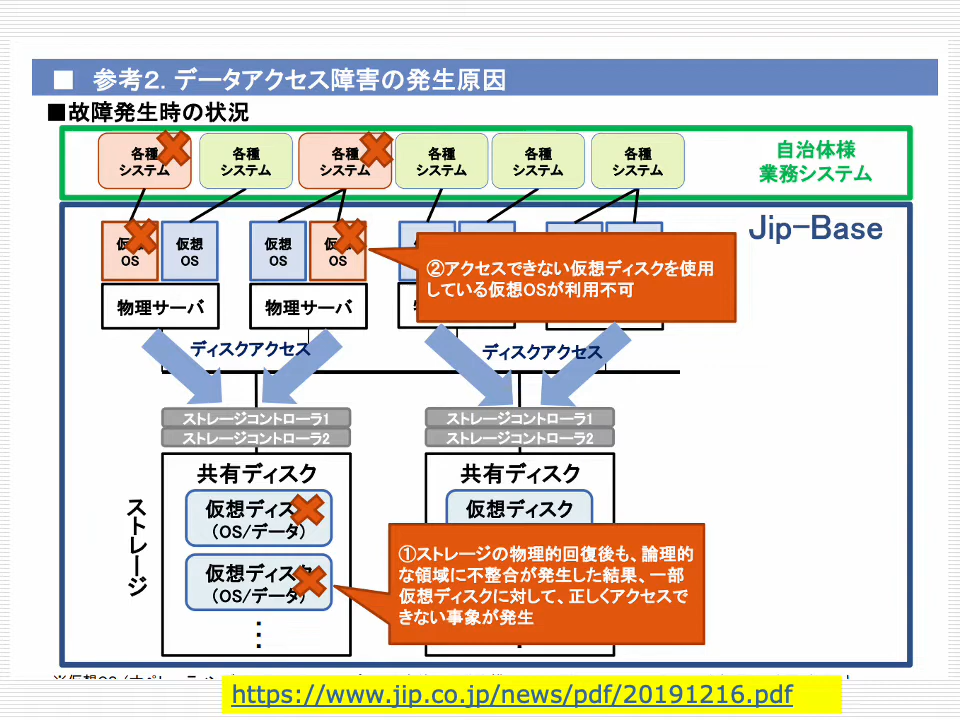 ■ 参考２．データアクセス障害の発生原因
■故障発生時の状況
各種
システム
各種
システム
各種
システム
各種
システム
各種
システム
各種
システム
自治体様
業務システム
Jip-Base
仮
OS
仮想
OS
仮想
OS
仮
OS
②アクセスできない仮想ディスクを使用
している仮想OSが利用不可
物理サーバ
物理サーバ
ディスクアクセス
ディスクアクセス
ストレージコントローラ1
ストレージコントローラ2
ストレージコントローラ1
ストレージコントローラ2
ストレージ
共有ディスク
仮想ディスク
（OS/データ）
仮想ディスク
（OS/データ）
共有ディスク
仮想ディスク
①ストレージの物理的回復後も、論理的
な領域に不整合が発生した結果、一部
仮想ディスクに対して、正しくアクセスで
きない事象が発生
https://www.jip.co.jp/news/pdf/20191216.pdf